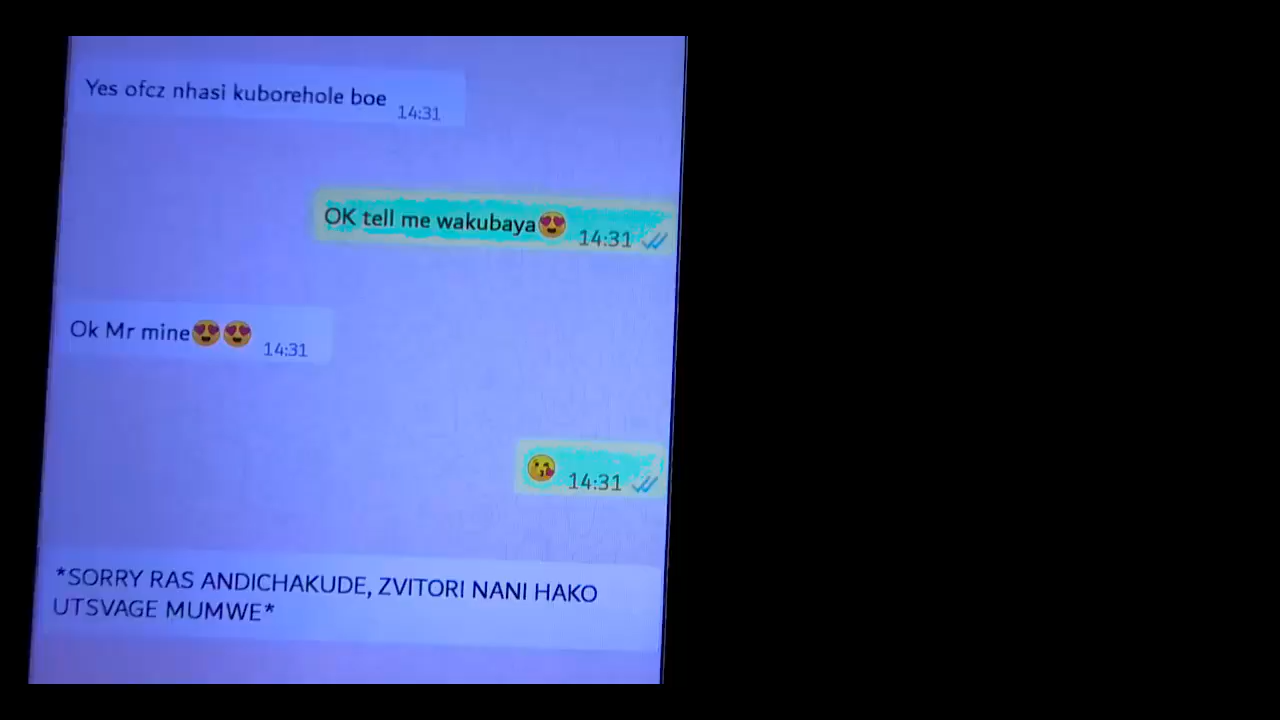 Yes ofcz nhasi kuborehole boe 14:31
OK tell me wakubaya😍 14:31
Ok Mr mine😍😍 14:31
😘 14:31
*SORRY RAS ANDICHAKUDE, ZVITORI NANI HAKO
UTSVAGE MUMWE*